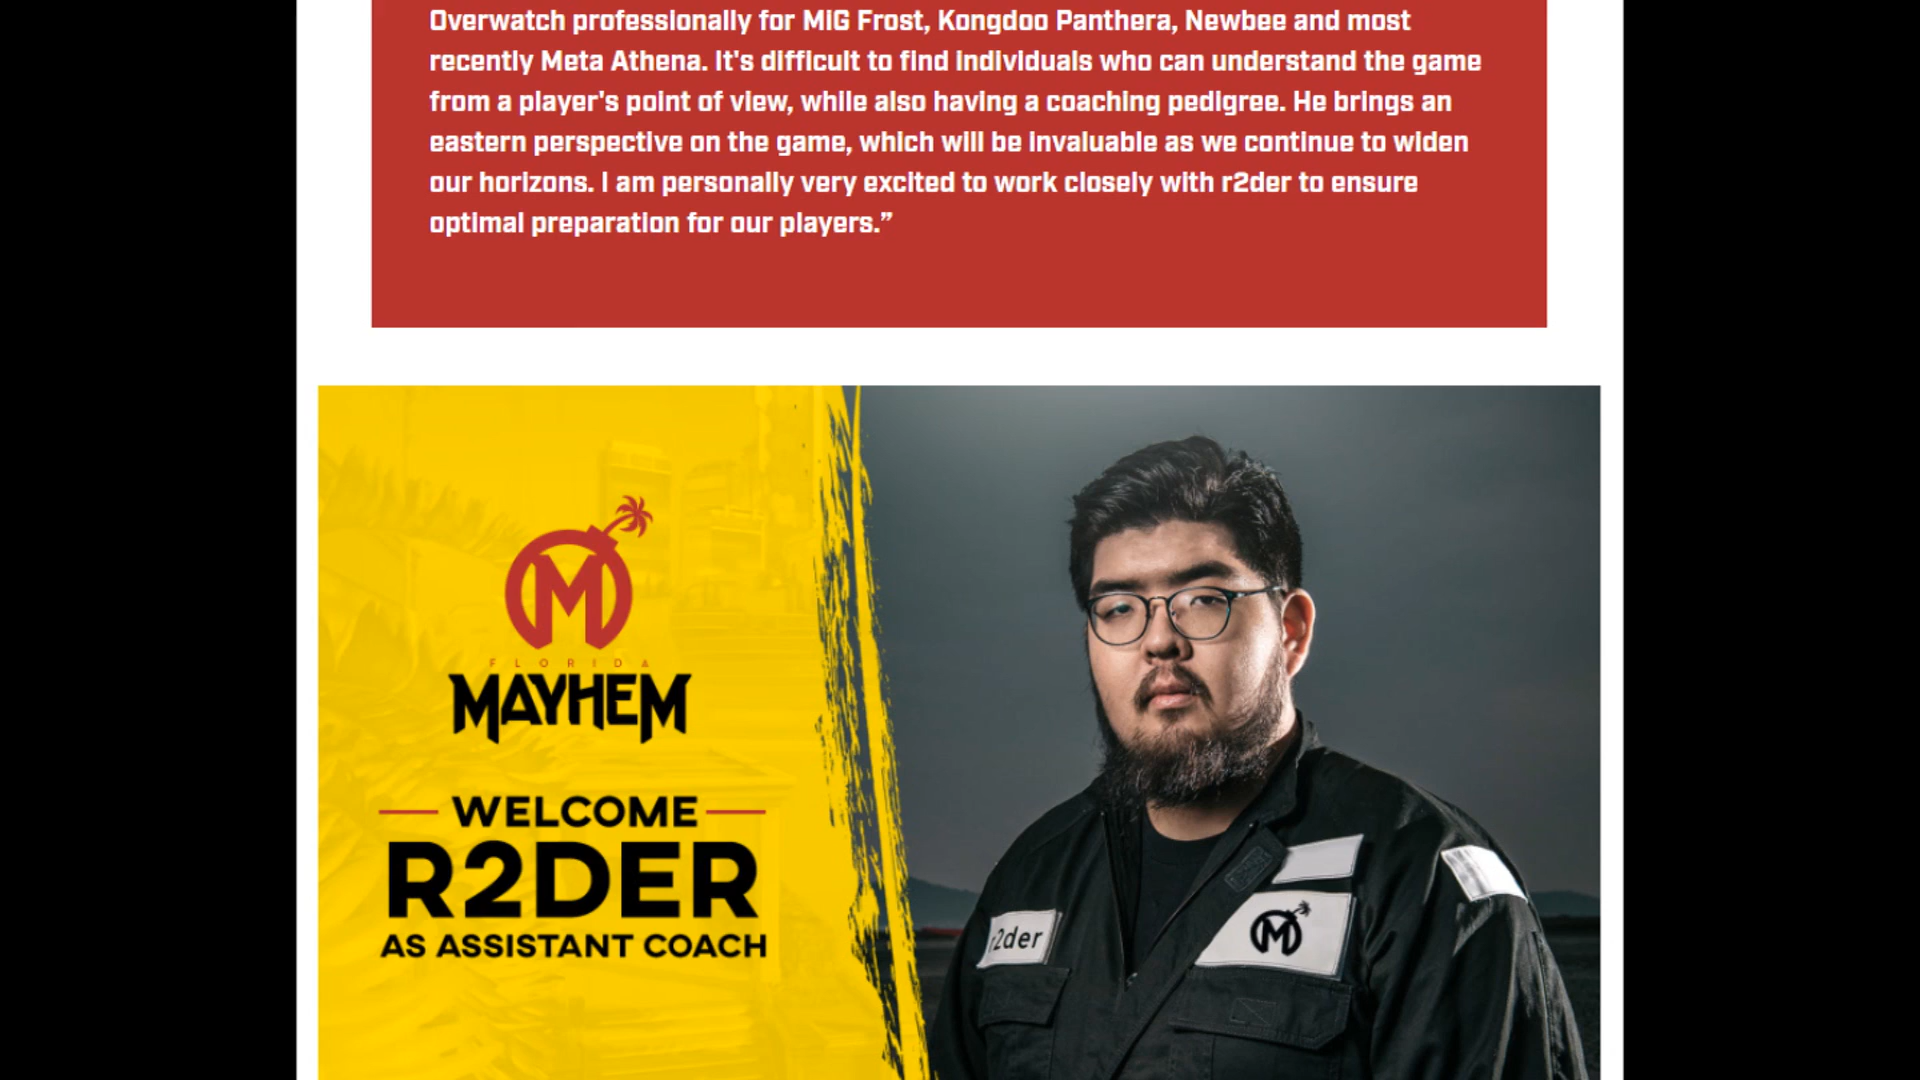 Overwatch professionally for MiG Frost, Kongdoo Panthera, Newbee and most
recently Meta Athena. It's difficult to find individuals who can understand the game
from a player's point of view, while also having a coaching pedigree. He brings an
eastern perspective on the game, which will be invaluable as we continue to widen
our horizons. I am personally very excited to work closely with r2der to ensure
optimal preparation for our players.”
M
FLORIDA
MAYHEM
WELCOME
R2DER
AS ASSISTANT COACH
r2der
M